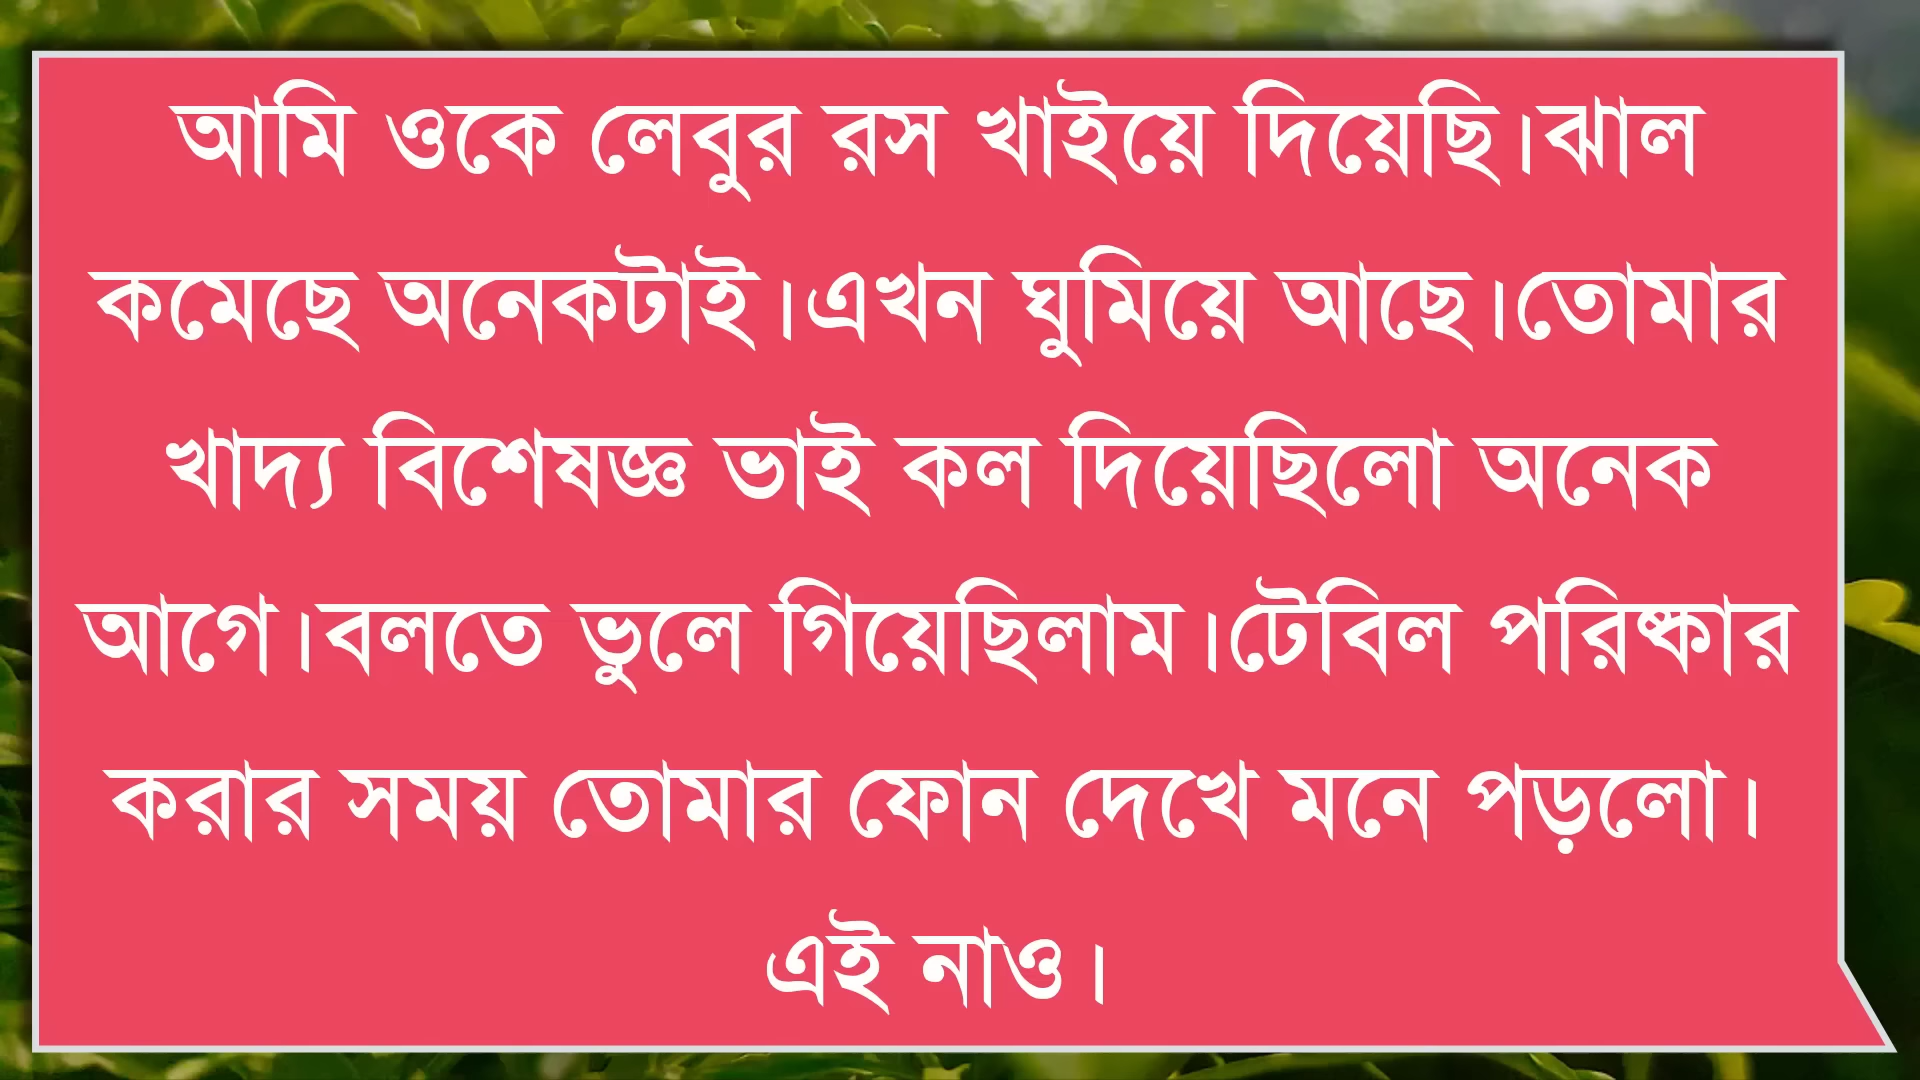 আমি ওকে লেবুর রস খাইয়ে দিয়েছি।ঝাল
কমেছে অনেকটাই।এখন ঘুমিয়ে আছে।তোমার
খাদ্য বিশেষজ্ঞ ভাই কল দিয়েছিলো অনেক
আগে।বলতে ভুলে গিয়েছিলাম।টেবিল পরিষ্কার
করার সময় তোমার ফোন দেখে মনে পড়লো।
এই নাও।